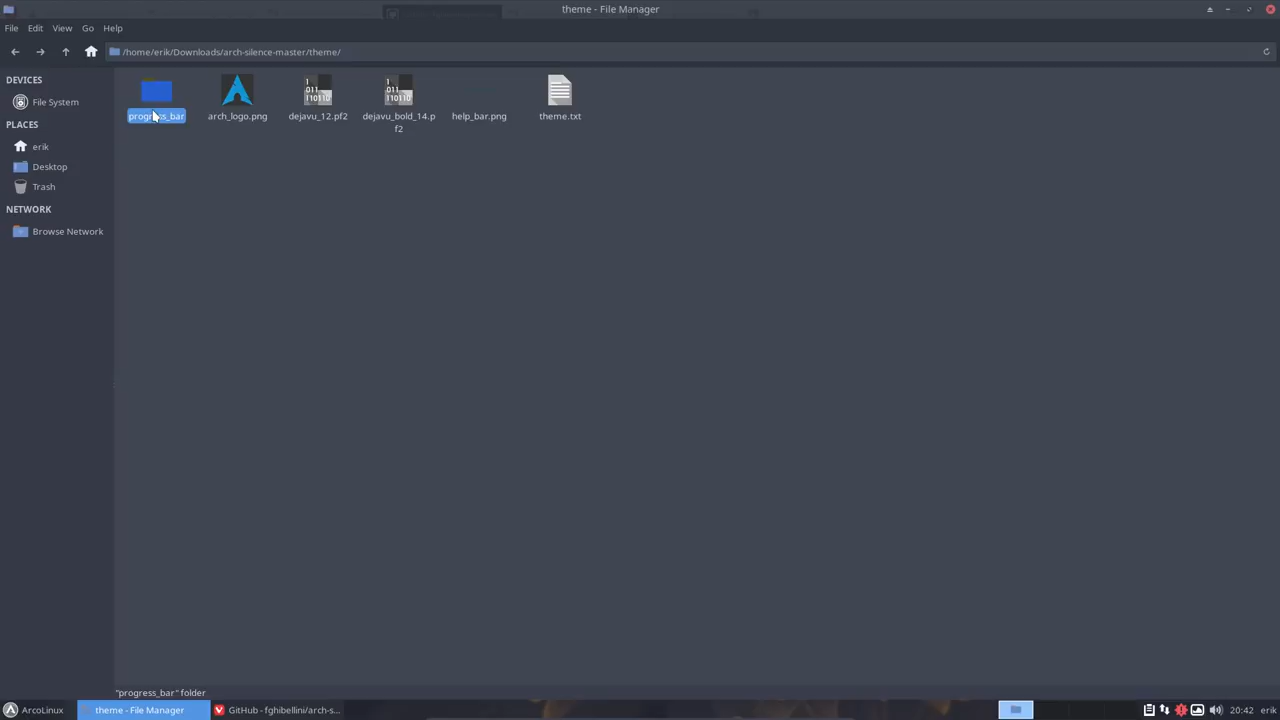 theme - File Manager
File Edit View Go Help
/home/erik/Downloads/arch-silence-master/theme/
DEVICES
File System
PLACES
erik
Desktop
Trash
NETWORK
Browse Network
progress_bar
arch_logo.png
dejavu_12.pf2
dejavu_bold_14.p
f2
help_bar.png
theme.txt
"progress_bar" folder
ArcoLinux
theme - File Manager
GitHub - fghibellini/arch-s...
20:42 erik